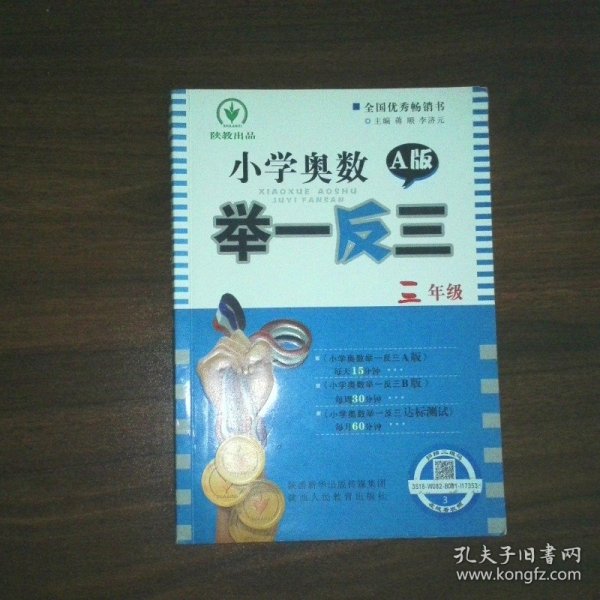 全国优秀畅销书
主编 蒋顺 李济元
陕教出品
小学奥数 A版
XIAOXUE AOSHU
JUYI FANSAN
举一反三
三年级
《小学奥数举一反三A版》
每天15分钟
《小学奥数举一反三B版》
每周30分钟
《小学奥数举一反三达标测试》
每月60分钟
陕西新华出版传媒集团
陕西人民教育出版社
3
孔夫子旧书网
www.kongfz.com